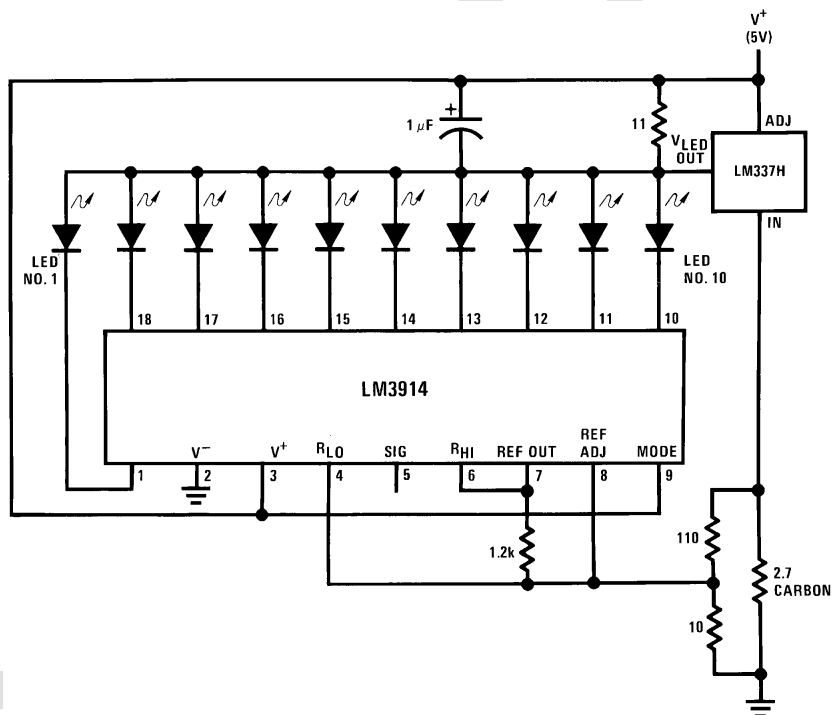 V+
(5V)
1 μF
11
VLED
OUT
ADJ
LM337H
IN
LED
NO. 1
LED
NO. 10
18
17
16
15
14
13
12
11
10
LM3914
V−
V+
RLO
SIG
RHI
REF OUT
REF
ADJ
MODE
1
2
3
4
5
6
7
8
9
1.2k
110
10
2.7
CARBON
+